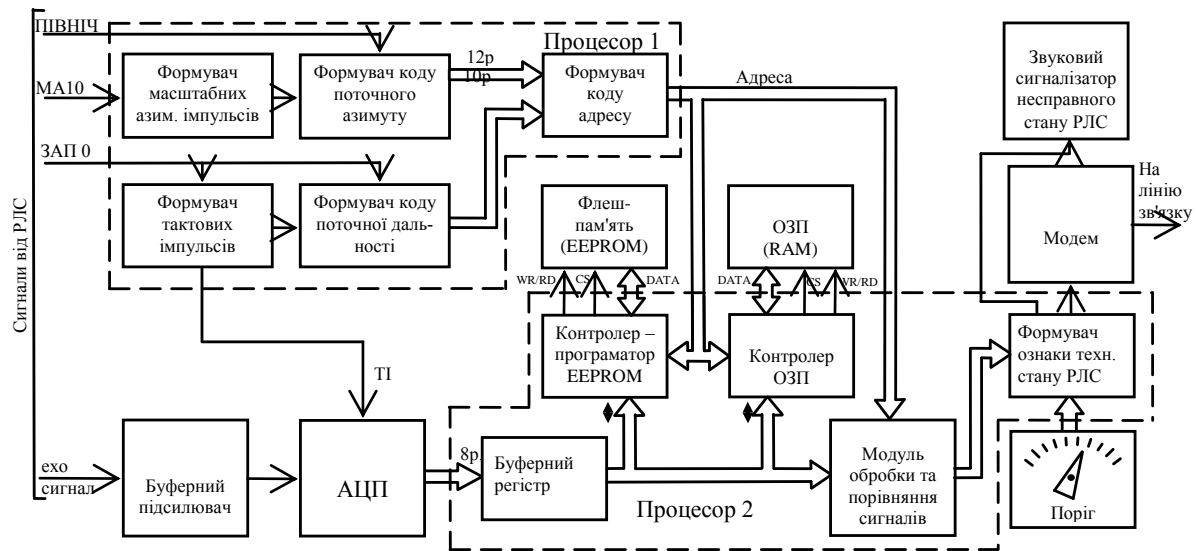 ПІВНІЧ
МА10
ЗАП 0
Сигнали від РЛС
ехо
сигнал
Формувач
масштабних
азим. імпульсів
Формувач коду
поточного
азимуту
12р
10р
Процесор 1
Формувач
коду
адресу
Адреса
Звуковий
сигналізатор
несправного
стану РЛС
Формувач
тактових
імпульсів
Формувач коду
поточної даль-
ності
Флеш-
пам'ять
(EEPROM)
ОЗП
(RAM)
Модем
На
лінію
зв'язку
WR/RD
CS
DATA
DATA
CS
WR/RD
Контролер –
програматор
EEPROM
Контролер
ОЗП
Формувач
ознаки техн.
стану РЛС
ТІ
Буферний
підсилювач
АЦП
8р.
Буферний
регістр
Процесор 2
Модуль
обробки та
порівняння
сигналів
Поріг